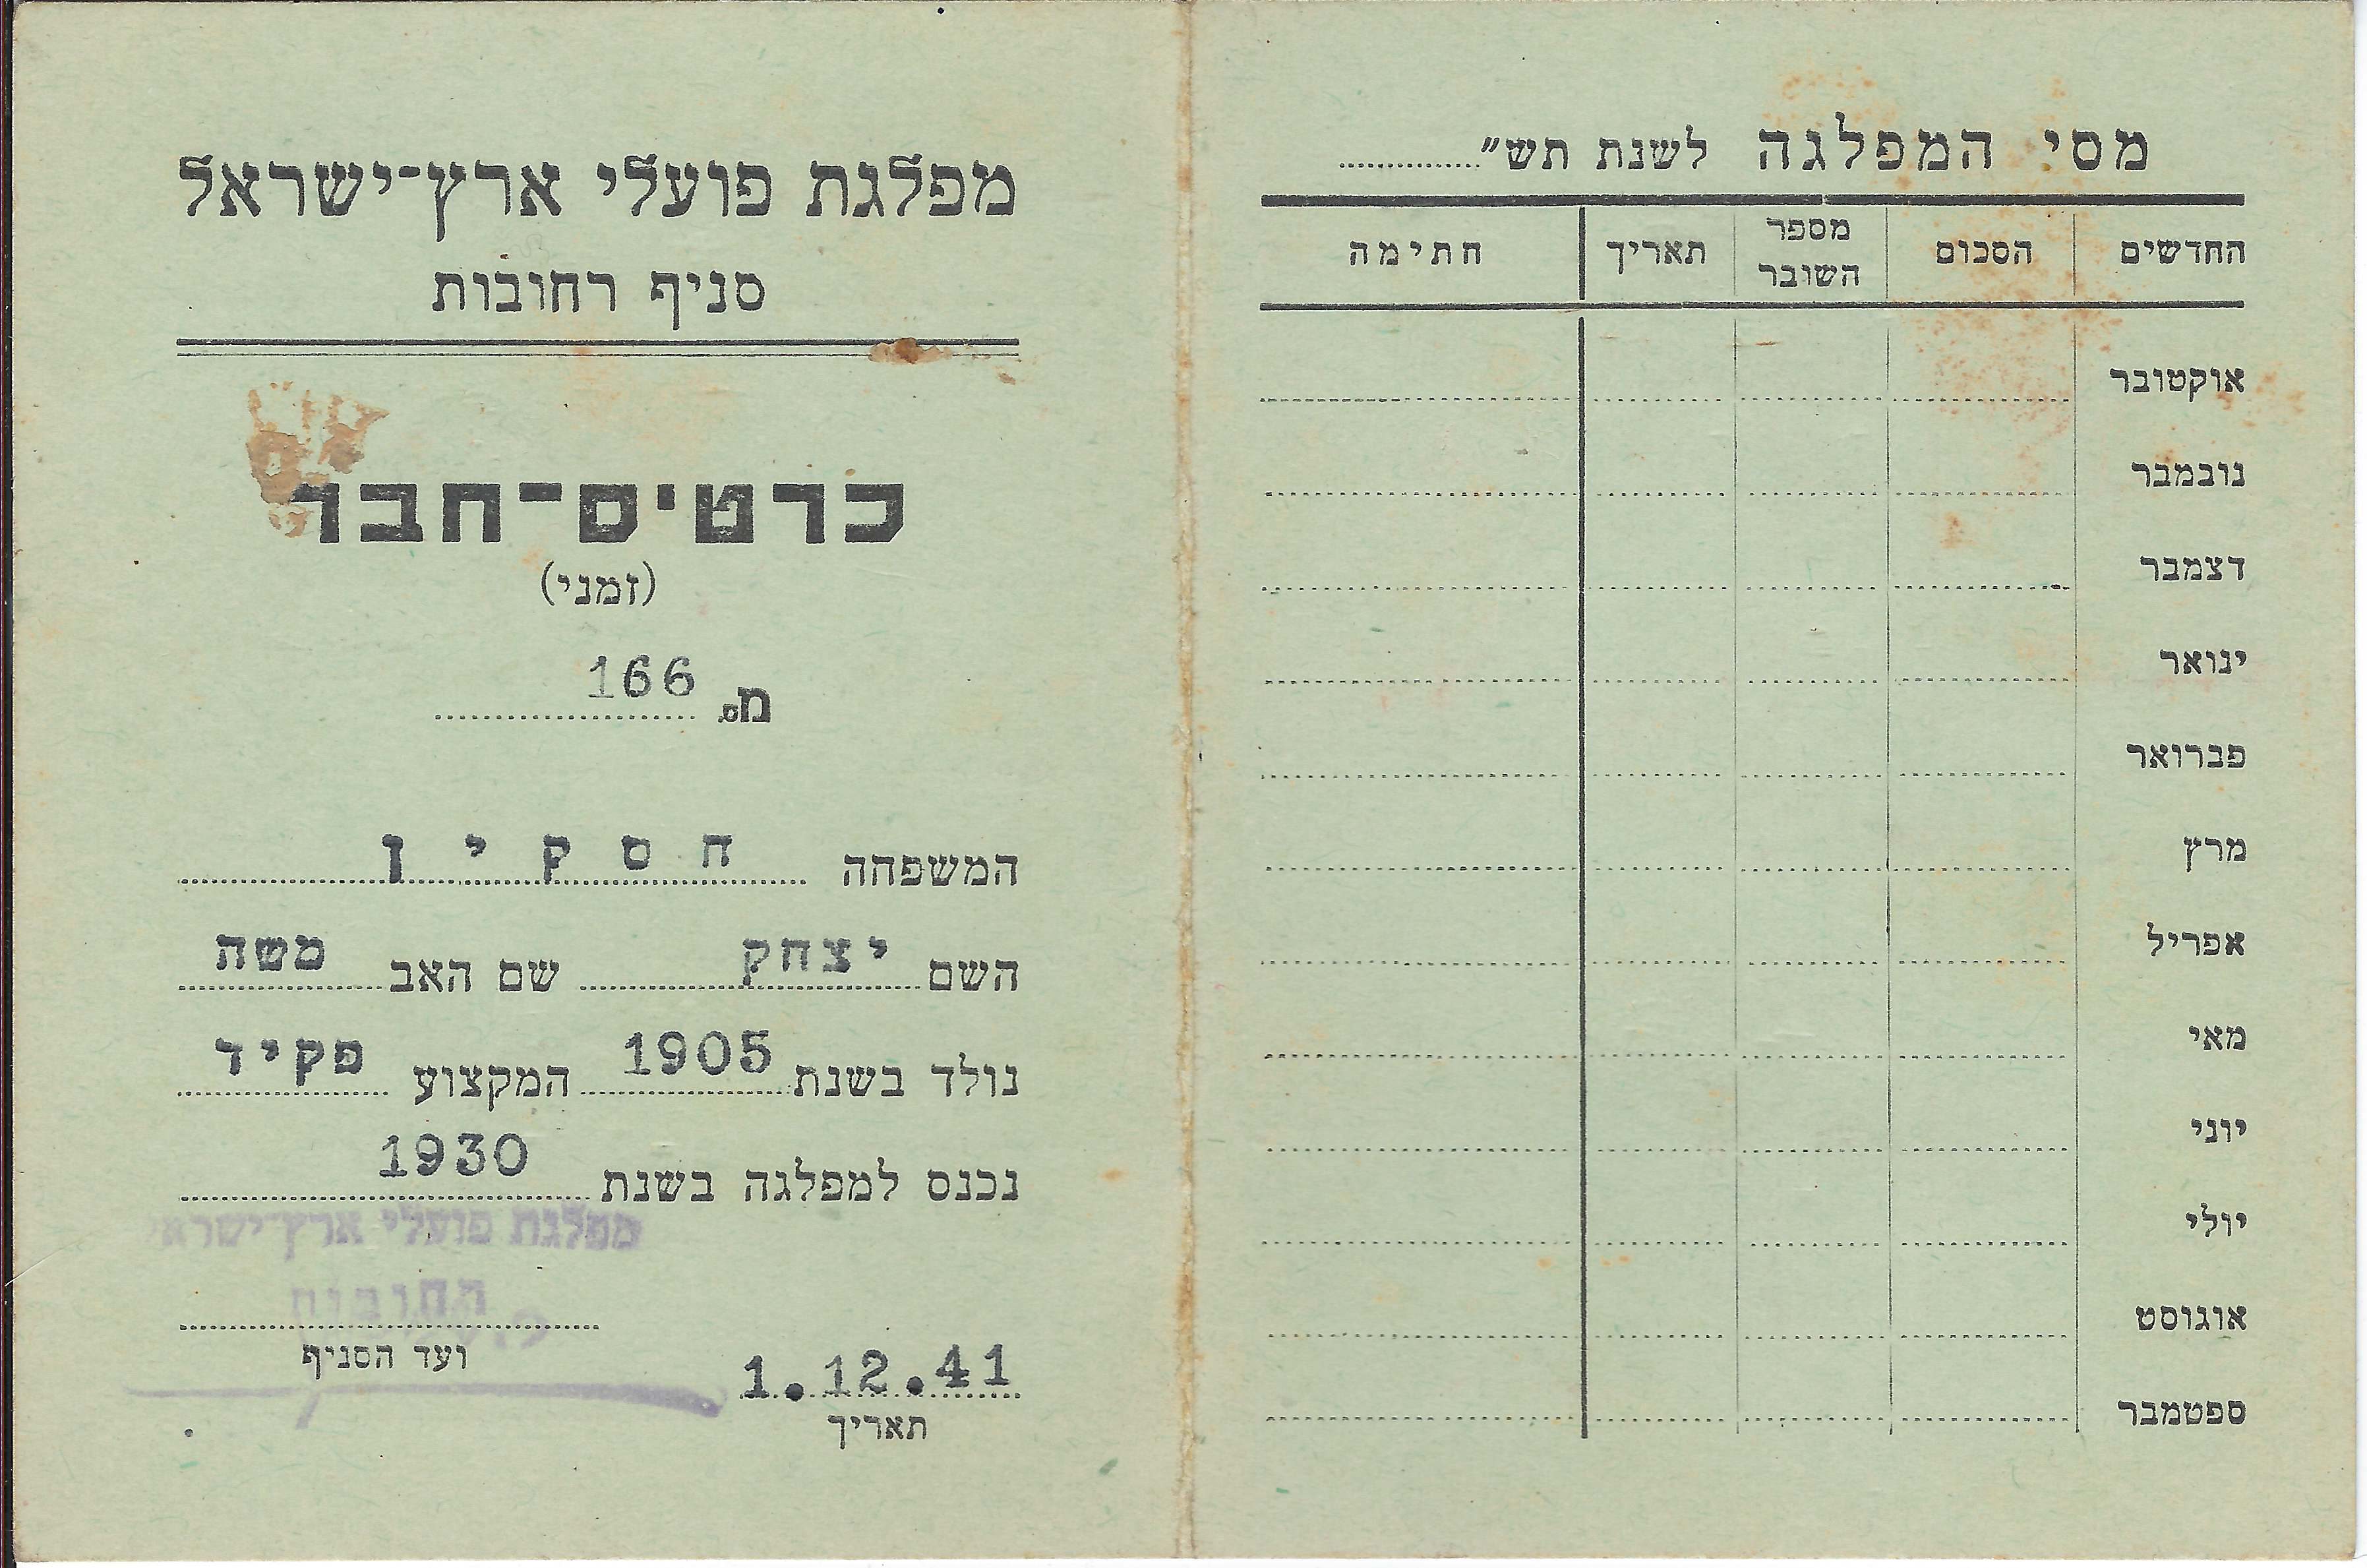 מפלגת פועלי ארץ־ישראל
סניף רחובות
כרטיס־חבר
(זמני)
מס. 166
המשפחה חסקין
השם יצחק שם האב משה
נולד בשנת 1905 המקצוע פקיד
נכנס למפלגה בשנת 1930
מפלגת פועלי ארץ־ישראל
רחובות
ועד הסניף
1.12.41
תאריך
מסי המפלגה לשנת תש״
החדשים הסכום מספר השובר תאריך חתימה
אוקטובר
נובמבר
דצמבר
ינואר
פברואר
מרץ
אפריל
מאי
יוני
יולי
אוגוסט
ספטמבר